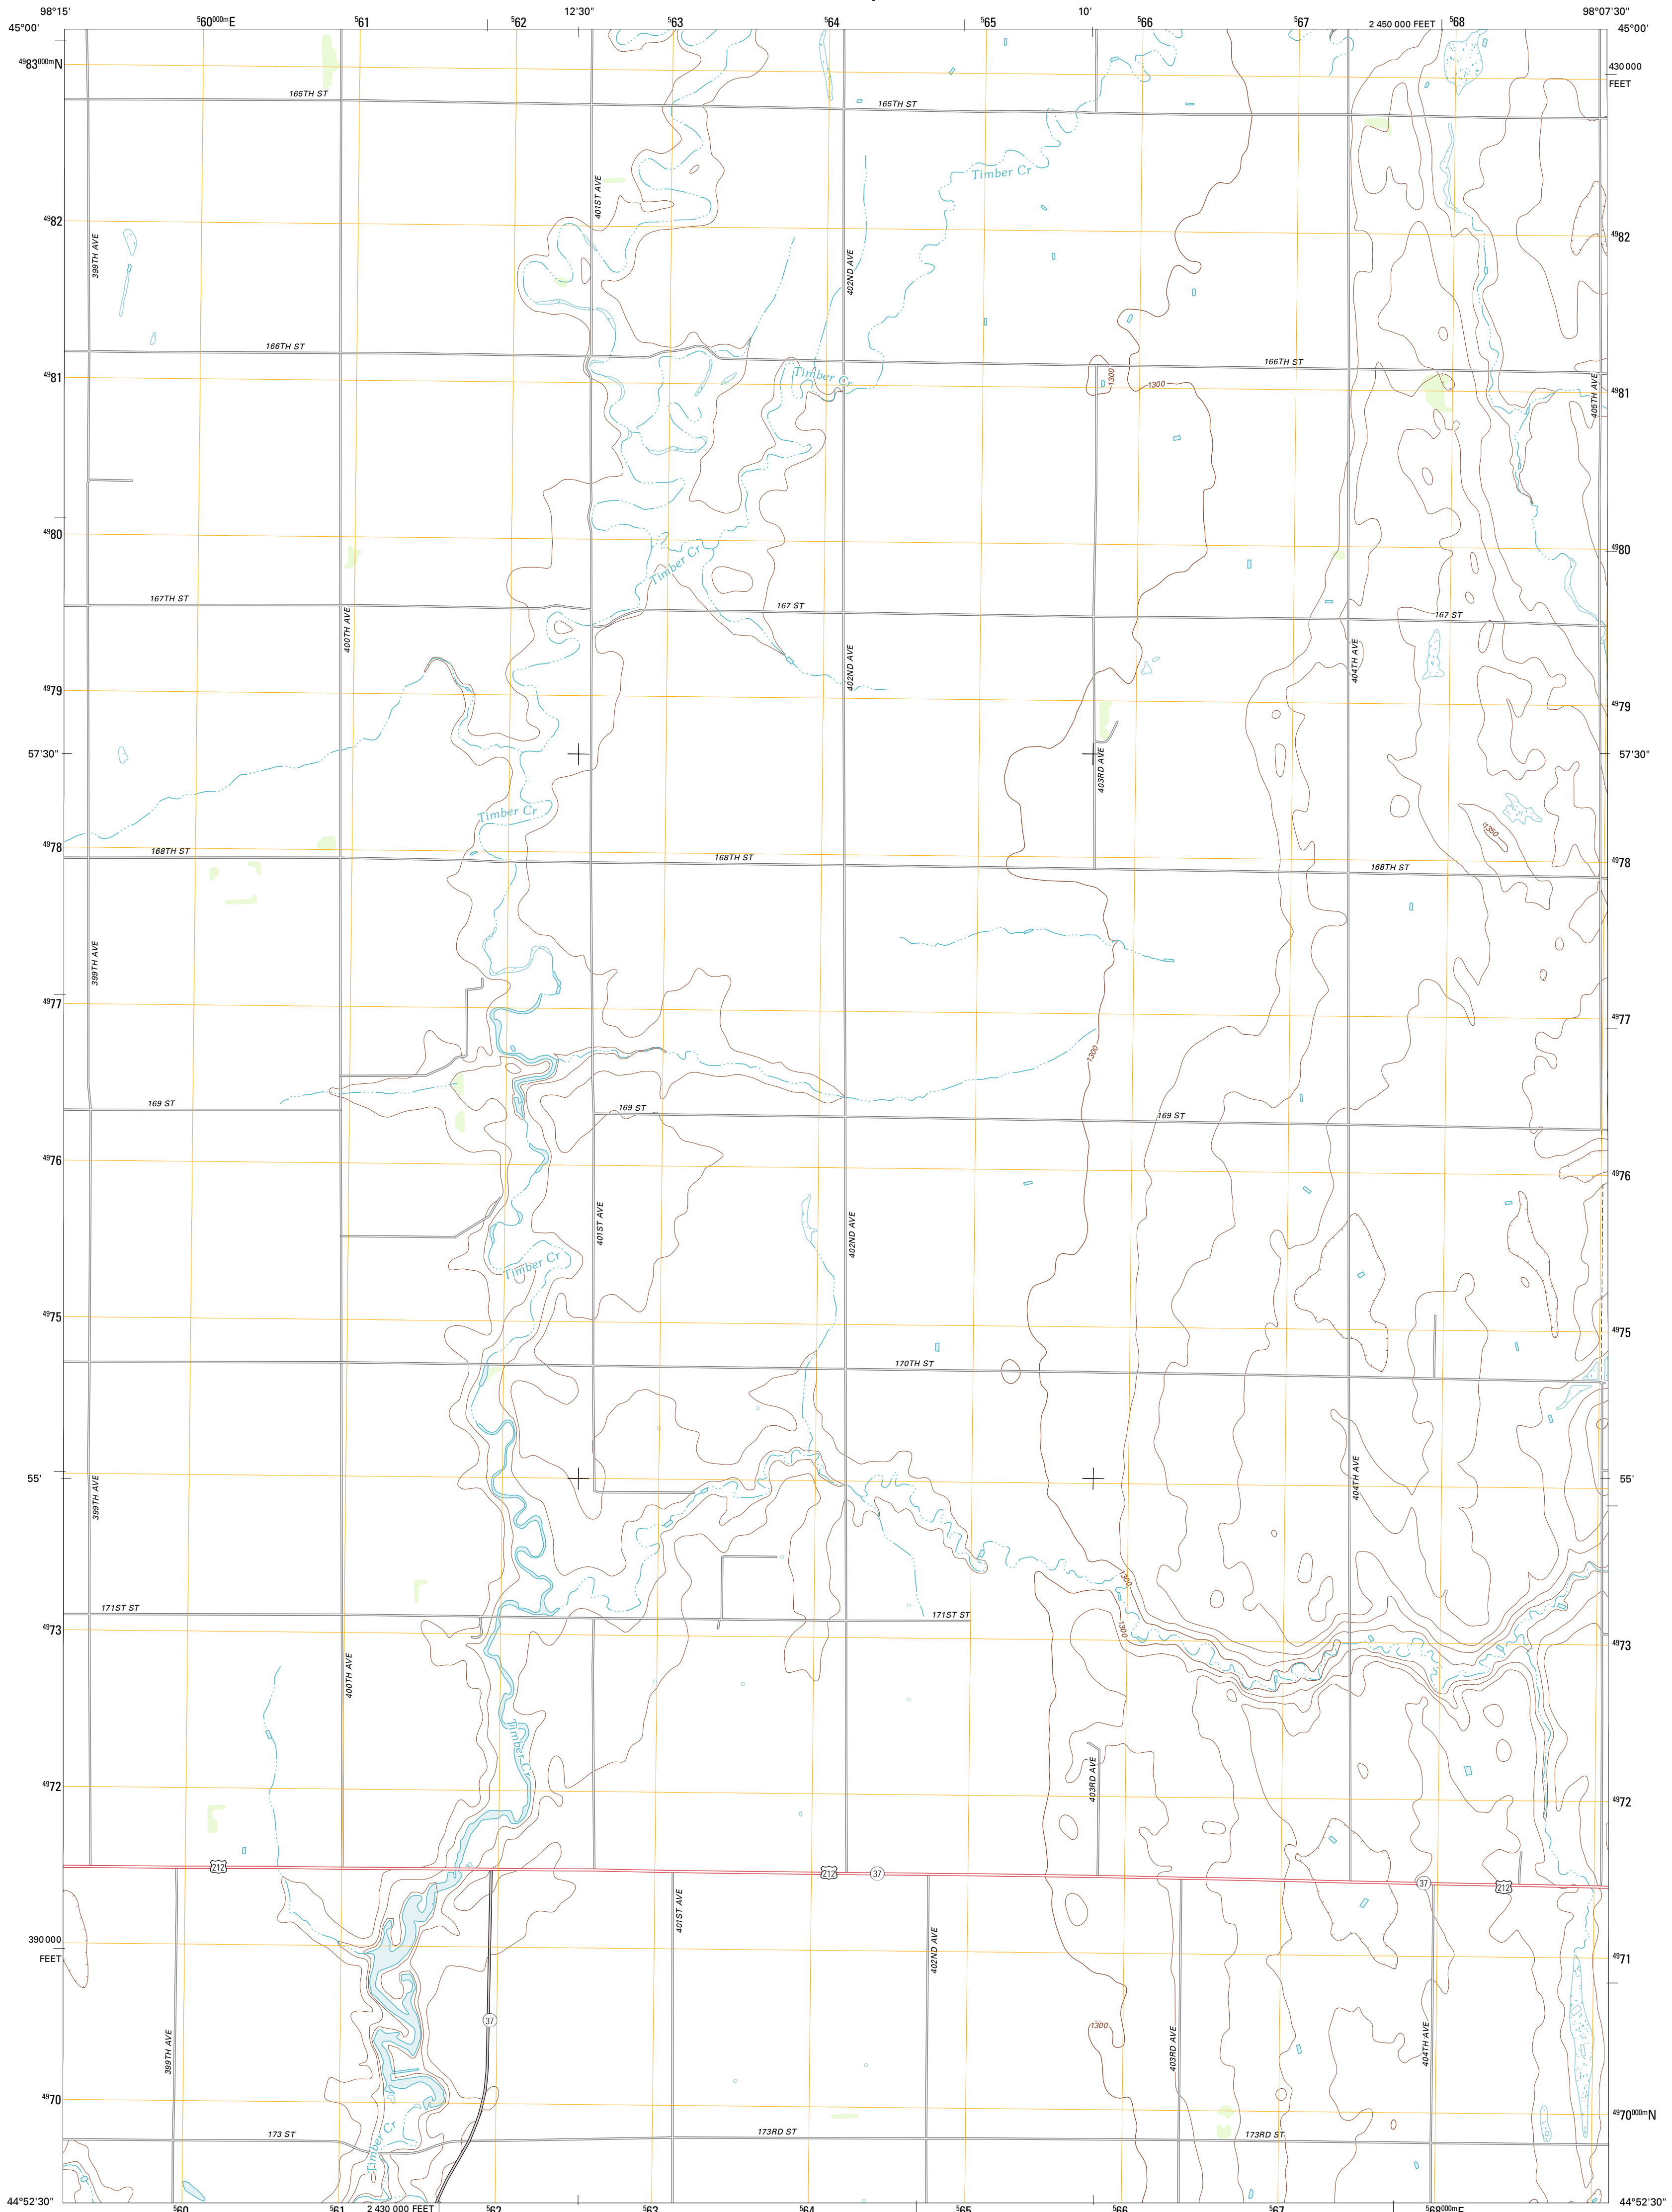 98°15' ⁵60⁰⁰⁰ᵐE ⁵61 ⁵62 12'30" ⁵63 ⁵64 ⁵65 10' ⁵66 ⁵67 2 450 000 FEET ⁵68 98°07'30"
45°00' 45°00'
⁴⁹83⁰⁰⁰ᵐN 430 000
FEET
165TH ST 165TH ST
Timber Cr
401ST AVE
⁴⁹82 ⁴⁹82
399TH AVE 402ND AVE
166TH ST 166TH ST
⁴⁹81 Timber Cr 1300 1300 405TH AVE ⁴⁹81
⁴⁹80 ⁴⁹80
Timber Cr
167TH ST 167 ST 167 ST
400TH AVE 402ND AVE 404TH AVE
⁴⁹79 ⁴⁹79
57'30" 403RD AVE 57'30"
Timber Cr
1350
⁴⁹78 168TH ST 168TH ST 168TH ST ⁴⁹78
399TH AVE
⁴⁹77 ⁴⁹77
1300
169 ST 169 ST 169 ST
⁴⁹76 ⁴⁹76
401ST AVE 402ND AVE
Timber Cr
⁴⁹75 ⁴⁹75
170TH ST
55' 404TH AVE 55'
399TH AVE
1300
171ST ST 171ST ST
⁴⁹73 1300 ⁴⁹73
400TH AVE
Timber Cr
⁴⁹72 403RD AVE ⁴⁹72
212 212 37 37 212
401ST AVE
390 000
FEET 402ND AVE ⁴⁹71
37
1300
399TH AVE 403RD AVE 404TH AVE
⁴⁹70 ⁴⁹70⁰⁰⁰ᵐN
Timber Cr
173 ST 173RD ST 173RD ST
44°52'30" 44°52'30"
⁵60 ⁵61 2 430 000 FEET ⁵62 ⁵63 ⁵64 ⁵65 ⁵66 ⁵67 ⁵68⁰⁰⁰ᵐE